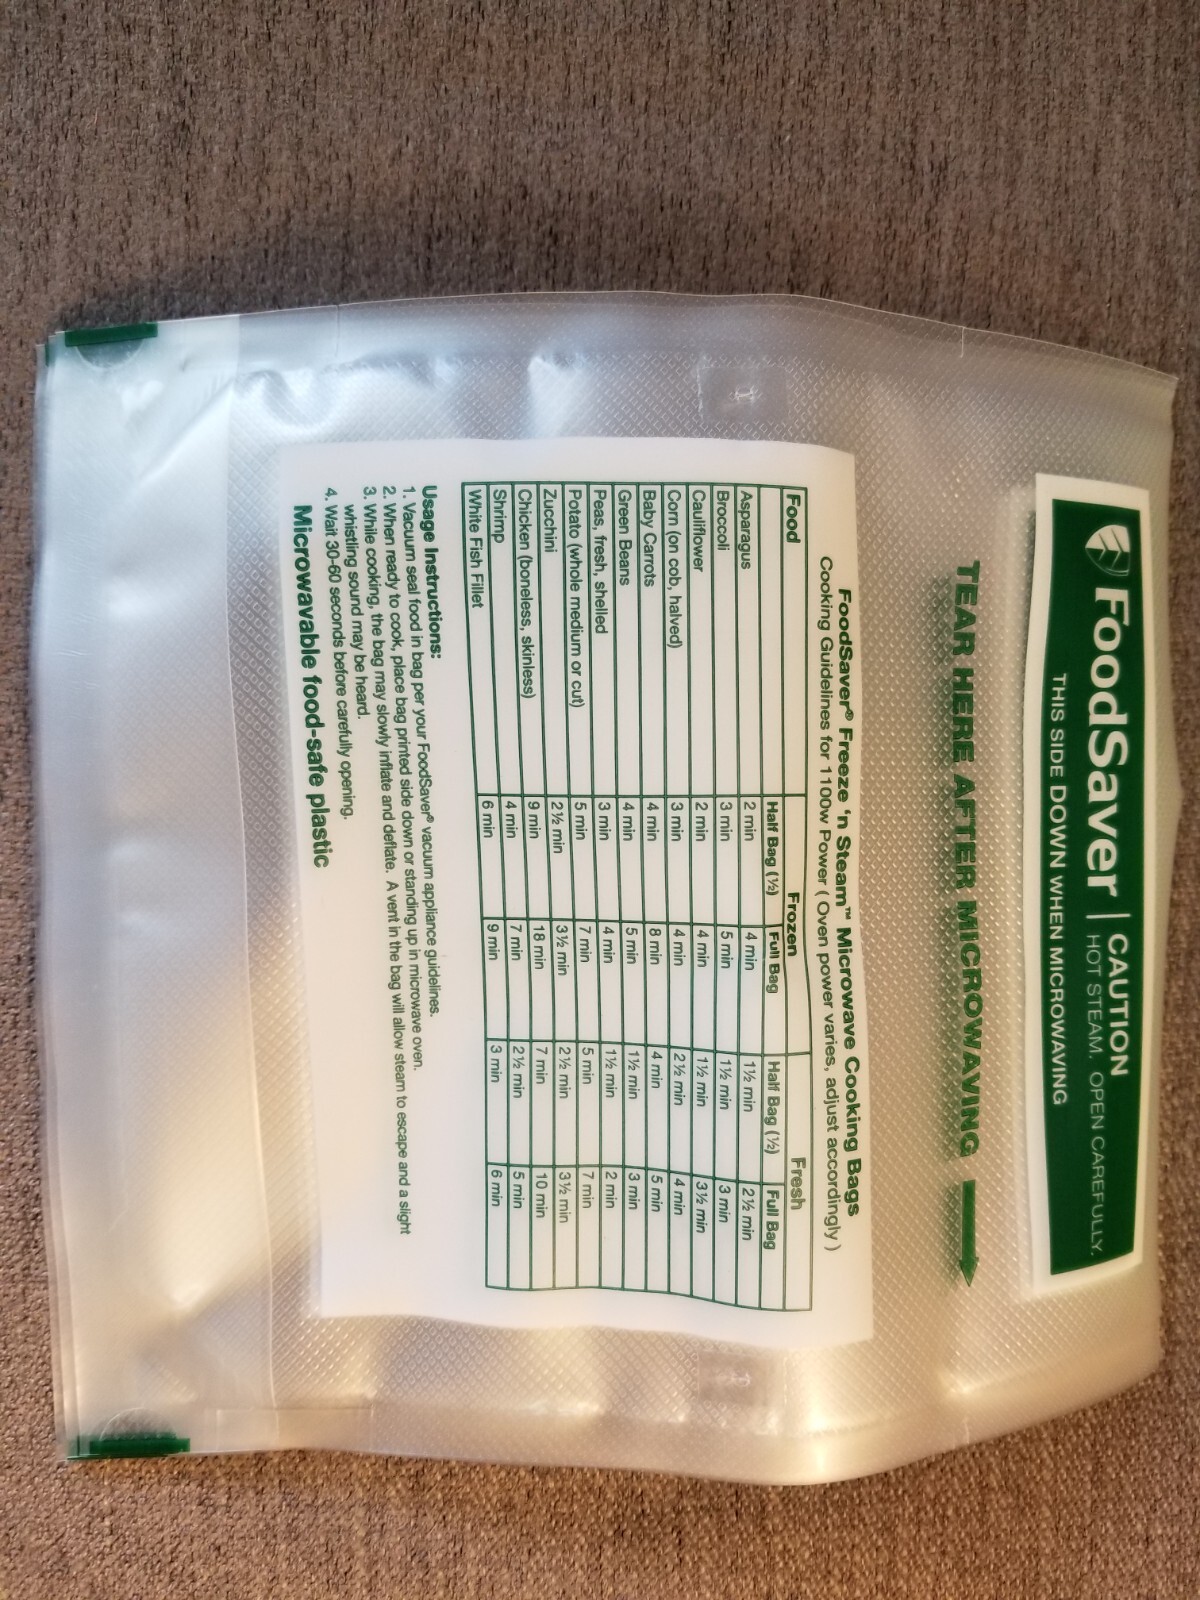 FoodSaver | CAUTION
HOT STEAM. OPEN CAREFULLY.
THIS SIDE DOWN WHEN MICROWAVING
TEAR HERE AFTER MICROWAVING
FoodSaver® Freeze 'n Steam™ Microwave Cooking Bags
Cooking Guidelines for 1100w Power ( Oven power varies, adjust accordingly )
Food Frozen Fresh
Half Bag (½) Full Bag Half Bag (½) Full Bag
Asparagus 2 min 4 min 1½ min 2½ min
Broccoli 3 min 5 min 1½ min 3 min
Cauliflower 2 min 4 min 1½ min 3½ min
Corn (on cob, halved) 3 min 4 min 2½ min 4 min
Baby Carrots 4 min 8 min 4 min 5 min
Green Beans 4 min 5 min 1½ min 3 min
Peas, fresh, shelled 3 min 4 min 1½ min 2 min
Potato (whole medium or cut) 5 min 7 min 5 min 7 min
Zucchini 2½ min 3½ min 2½ min 3½ min
Chicken (boneless, skinless) 9 min 18 min 7 min 10 min
Shrimp 4 min 7 min 2½ min 5 min
White Fish Fillet 6 min 9 min 3 min 6 min
Usage Instructions:
1. Vacuum seal food in bag per your FoodSaver® vacuum appliance guidelines.
2. When ready to cook, place bag printed side down or standing up in microwave oven.
3. While cooking, the bag may slowly inflate and deflate. A vent in the bag will allow steam to escape and a slight
whistling sound may be heard.
4. Wait 30-60 seconds before carefully opening.
Microwavable food-safe plastic